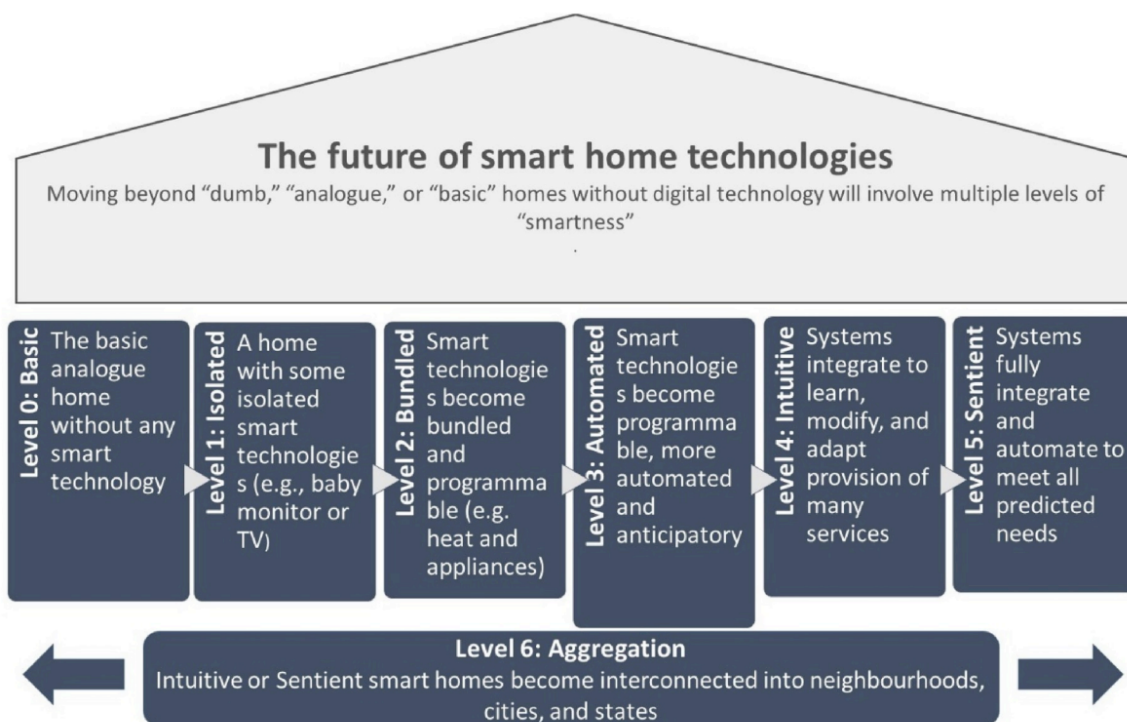 The future of smart home technologies
Moving beyond “dumb,” “analogue,” or “basic” homes without digital technology will involve multiple levels of
“smartness”
.
Level 0: Basic
The basic
analogue
home
without any
smart
technology
Level 1: Isolated
A home
with some
isolated
smart
technologie
s (e.g., baby
monitor or
TV)
Level 2: Bundled
Smart
technologie
s become
bundled
and
programma
ble (e.g.
heat and
appliances)
Level 3: Automated
Smart
technologie
s become
programma
ble, more
automated
and
anticipatory
Level 4: Intuitive
Systems
integrate to
learn,
modify, and
adapt
provision of
many
services
Level 5: Sentient
Systems
fully
integrate
and
automate to
meet all
predicted
needs
Level 6: Aggregation
Intuitive or Sentient smart homes become interconnected into neighbourhoods,
cities, and states